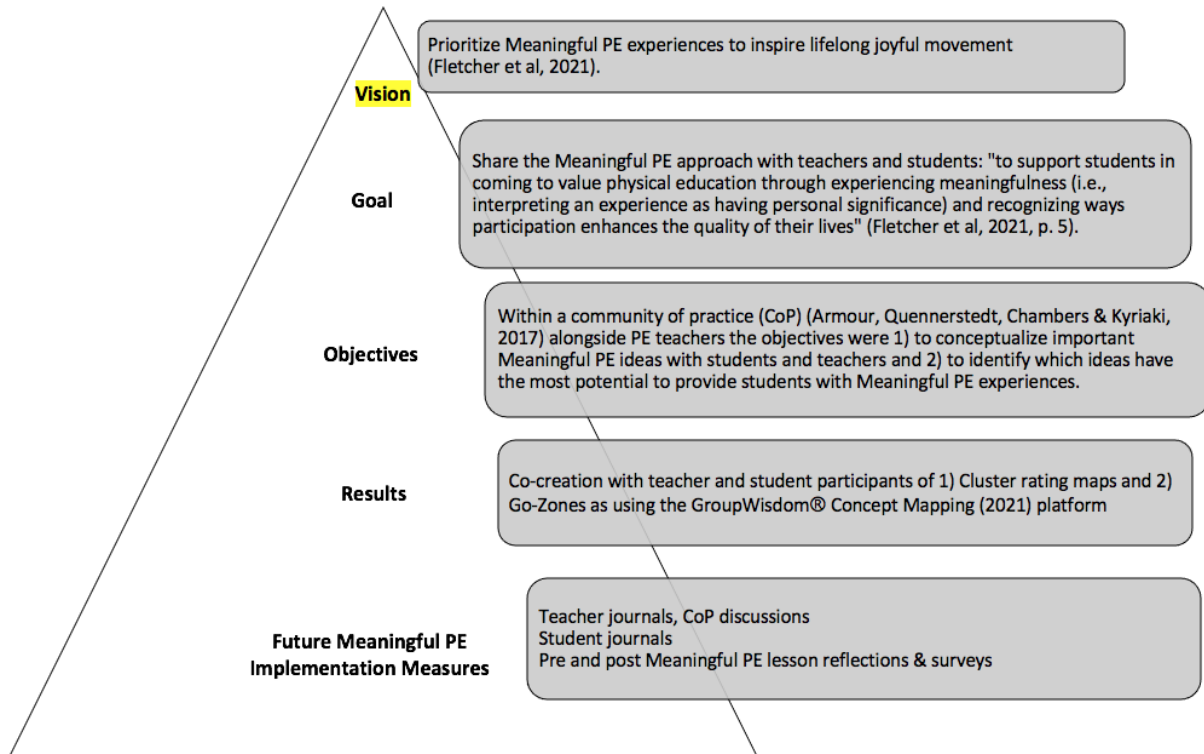 Prioritize Meaningful PE experiences to inspire lifelong joyful movement
(Fletcher et al, 2021).
Vision
Share the Meaningful PE approach with teachers and students: "to support students in
coming to value physical education through experiencing meaningfulness (i.e.,
interpreting an experience as having personal significance) and recognizing ways
participation enhances the quality of their lives" (Fletcher et al, 2021, p. 5).
Goal
Within a community of practice (CoP) (Armour, Quennerstedt, Chambers & Kyriaki,
2017) alongside PE teachers the objectives were 1) to conceptualize important
Meaningful PE ideas with students and teachers and 2) to identify which ideas have
the most potential to provide students with Meaningful PE experiences.
Objectives
Co-creation with teacher and student participants of 1) Cluster rating maps and 2)
Go-Zones as using the GroupWisdom® Concept Mapping (2021) platform
Results
Teacher journals, CoP discussions
Student journals
Pre and post Meaningful PE lesson reflections & surveys
Future Meaningful PE
Implementation Measures